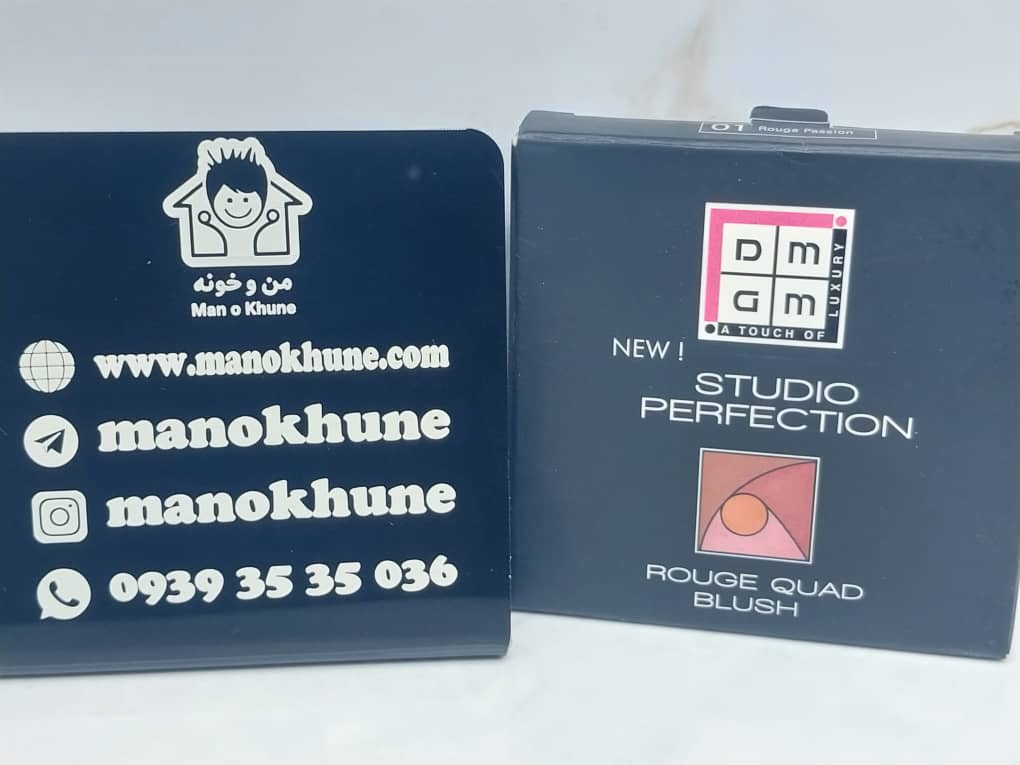 من و خونه
Man o Khune
www.manokhune.com
manokhune
manokhune
0939 35 35 036
01 Rouge Passion
D m
G m
A TOUCH OF LUXURY
NEW !
STUDIO
PERFECTION
ROUGE QUAD
BLUSH